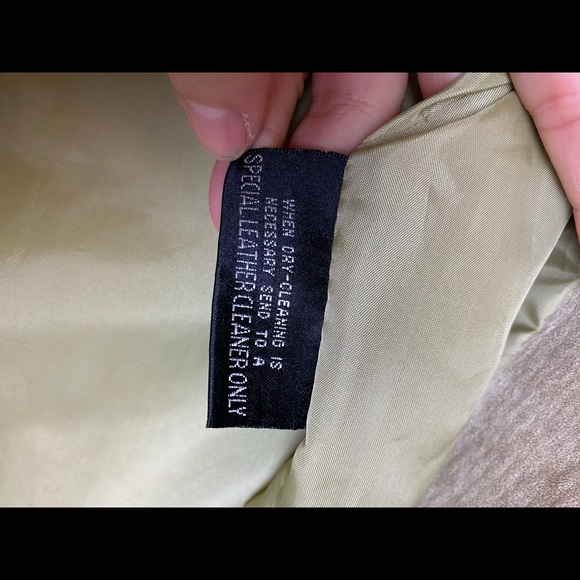 WHEN DRY-CLEANING IS
NECESSARY SEND TO A
SPECIAL LEATHER CLEANER ONLY